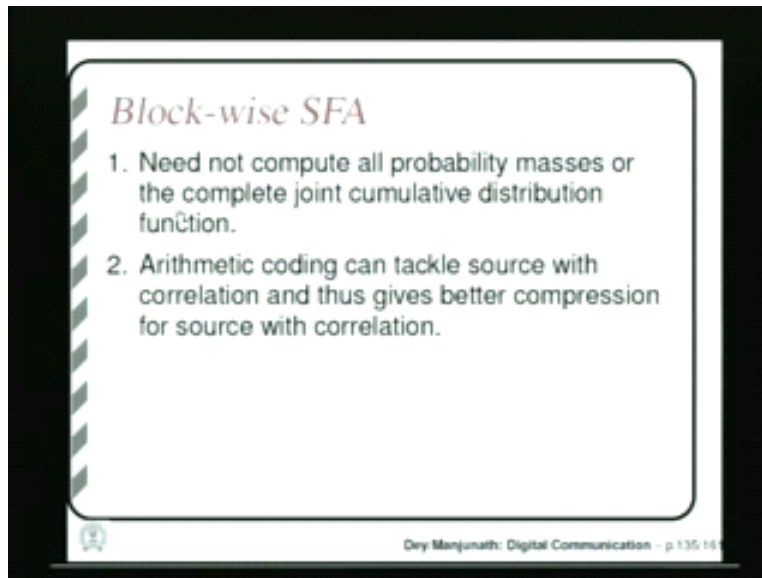 Block-wise SFA
1. Need not compute all probability masses or
the complete joint cumulative distribution
function.
2. Arithmetic coding can tackle source with
correlation and thus gives better compression
for source with correlation.
Dey Manjunath: Digital Communication – p.135/161